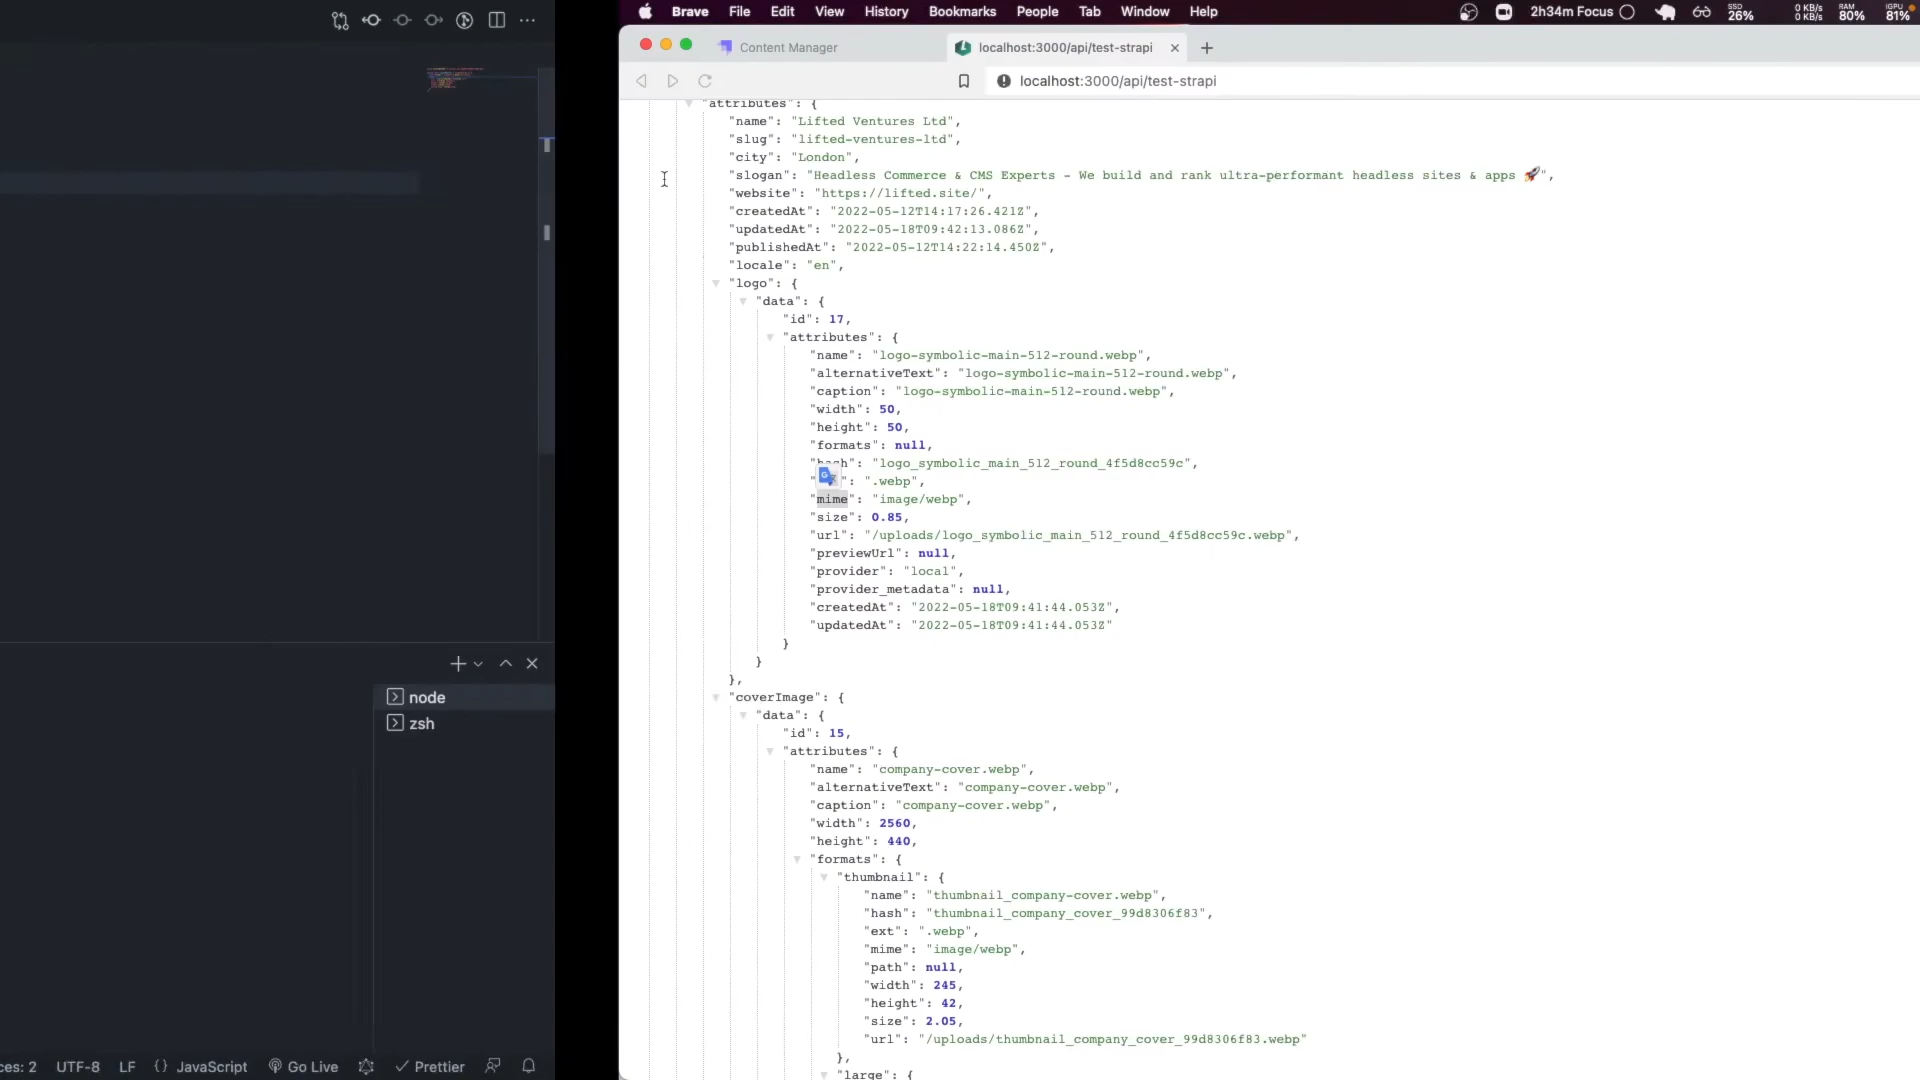 Brave File Edit View History Bookmarks People Tab Window Help 2h34m Focus SSD 26% 0 KB/s 0 KB/s RAM 80% IGPU 81%
Content Manager localhost:3000/api/test-strapi
localhost:3000/api/test-strapi
"attributes": {
"name": "Lifted Ventures Ltd",
"slug": "lifted-ventures-ltd",
"city": "London",
"slogan": "Headless Commerce & CMS Experts - We build and rank ultra-performant headless sites & apps 🚀",
"website": "https://lifted.site/",
"createdAt": "2022-05-12T14:17:26.421Z",
"updatedAt": "2022-05-18T09:42:13.086Z",
"publishedAt": "2022-05-12T14:22:14.450Z",
"locale": "en",
"logo": {
"data": {
"id": 17,
"attributes": {
"name": "logo-symbolic-main-512-round.webp",
"alternativeText": "logo-symbolic-main-512-round.webp",
"caption": "logo-symbolic-main-512-round.webp",
"width": 50,
"height": 50,
"formats": null,
"hash": "logo_symbolic_main_512_round_4f5d8cc59c",
": ".webp",
"mime": "image/webp",
"size": 0.85,
"url": "/uploads/logo_symbolic_main_512_round_4f5d8cc59c.webp",
"previewUrl": null,
"provider": "local",
"provider_metadata": null,
"createdAt": "2022-05-18T09:41:44.053Z",
"updatedAt": "2022-05-18T09:41:44.053Z"
}
}
},
"coverImage": {
"data": {
"id": 15,
"attributes": {
"name": "company-cover.webp",
"alternativeText": "company-cover.webp",
"caption": "company-cover.webp",
"width": 2560,
"height": 440,
"formats": {
"thumbnail": {
"name": "thumbnail_company-cover.webp",
"hash": "thumbnail_company_cover_99d8306f83",
"ext": ".webp",
"mime": "image/webp",
"path": null,
"width": 245,
"height": 42,
"size": 2.05,
"url": "/uploads/thumbnail_company_cover_99d8306f83.webp"
},
"large": {
node
zsh
ces: 2 UTF-8 LF {} JavaScript Go Live Prettier